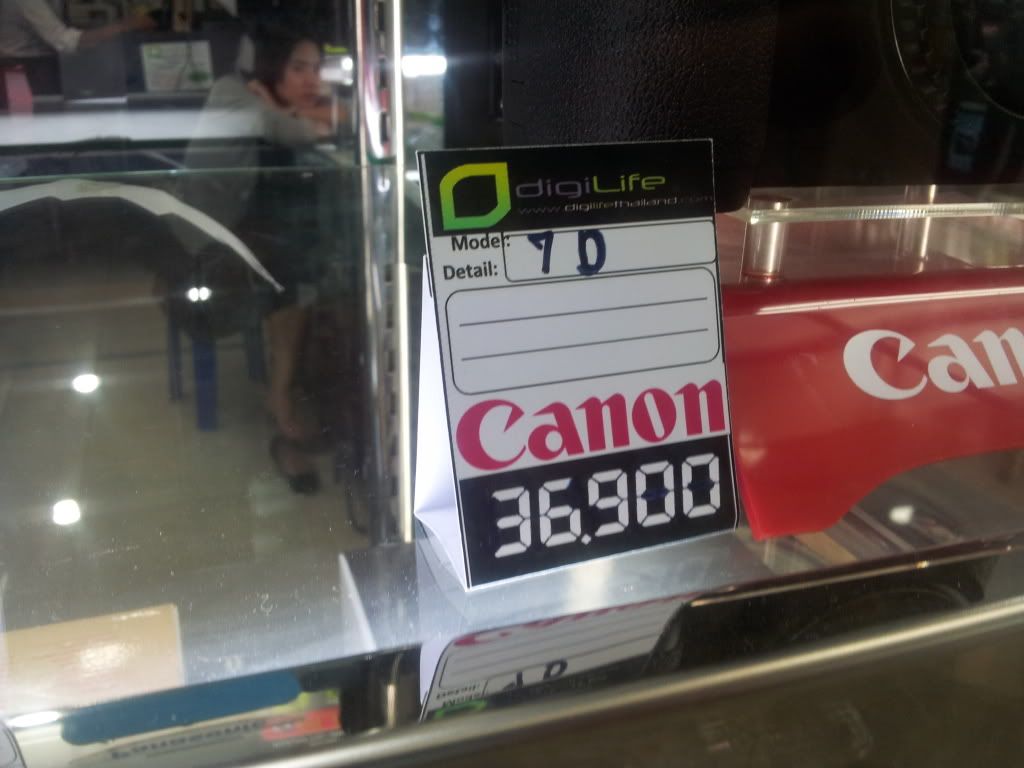 digiLife
www.digilifethailand.com
Model: 7D
Detail:
Canon
36,900
Can